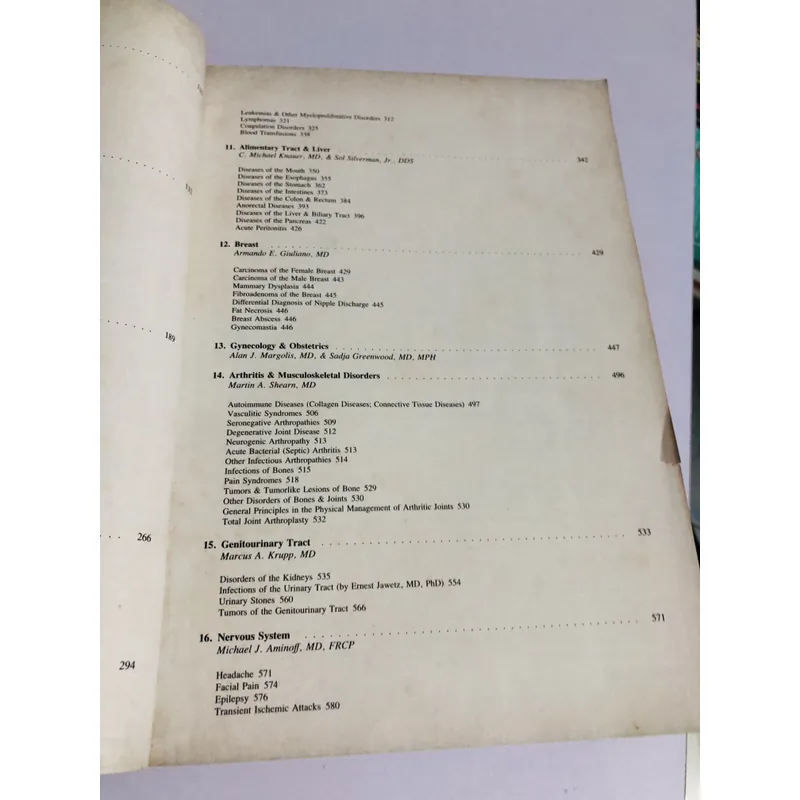 189
266
294
Leukemias & Other Myeloproliferative Disorders 312
Lymphomas 321
Coagulation Disorders 325
Blood Transfusions 338
11. Alimentary Tract & Liver 342
C. Michael Knauer, MD, & Sol Silverman, Jr., DDS
Diseases of the Mouth 350
Diseases of the Esophagus 355
Diseases of the Stomach 362
Diseases of the Intestines 373
Diseases of the Colon & Rectum 384
Anorectal Diseases 393
Diseases of the Liver & Biliary Tract 396
Diseases of the Pancreas 422
Acute Peritonitis 426
12. Breast 429
Armando E. Giuliano, MD
Carcinoma of the Female Breast 429
Carcinoma of the Male Breast 443
Mammary Dysplasia 444
Fibroadenoma of the Breast 445
Differential Diagnosis of Nipple Discharge 445
Fat Necrosis 446
Breast Abscess 446
Gynecomastia 446
13. Gynecology & Obstetrics 447
Alan J. Margolis, MD, & Sadja Greenwood, MD, MPH
14. Arthritis & Musculoskeletal Disorders 496
Martin A. Shearn, MD
Autoimmune Diseases (Collagen Diseases; Connective Tissue Diseases) 497
Vasculitic Syndromes 506
Seronegative Arthropathies 509
Degenerative Joint Disease 512
Neurogenic Arthropathy 513
Acute Bacterial (Septic) Arthritis 513
Other Infectious Arthropathies 514
Infections of Bones 515
Pain Syndromes 518
Tumors & Tumorlike Lesions of Bone 529
Other Disorders of Bones & Joints 530
General Principles in the Physical Management of Arthritic Joints 530
Total Joint Arthroplasty 532
15. Genitourinary Tract 533
Marcus A. Krupp, MD
Disorders of the Kidneys 535
Infections of the Urinary Tract (by Ernest Jawetz, MD, PhD) 554
Urinary Stones 560
Tumors of the Genitourinary Tract 566
16. Nervous System 571
Michael J. Aminoff, MD, FRCP
Headache 571
Facial Pain 574
Epilepsy 576
Transient Ischemic Attacks 580